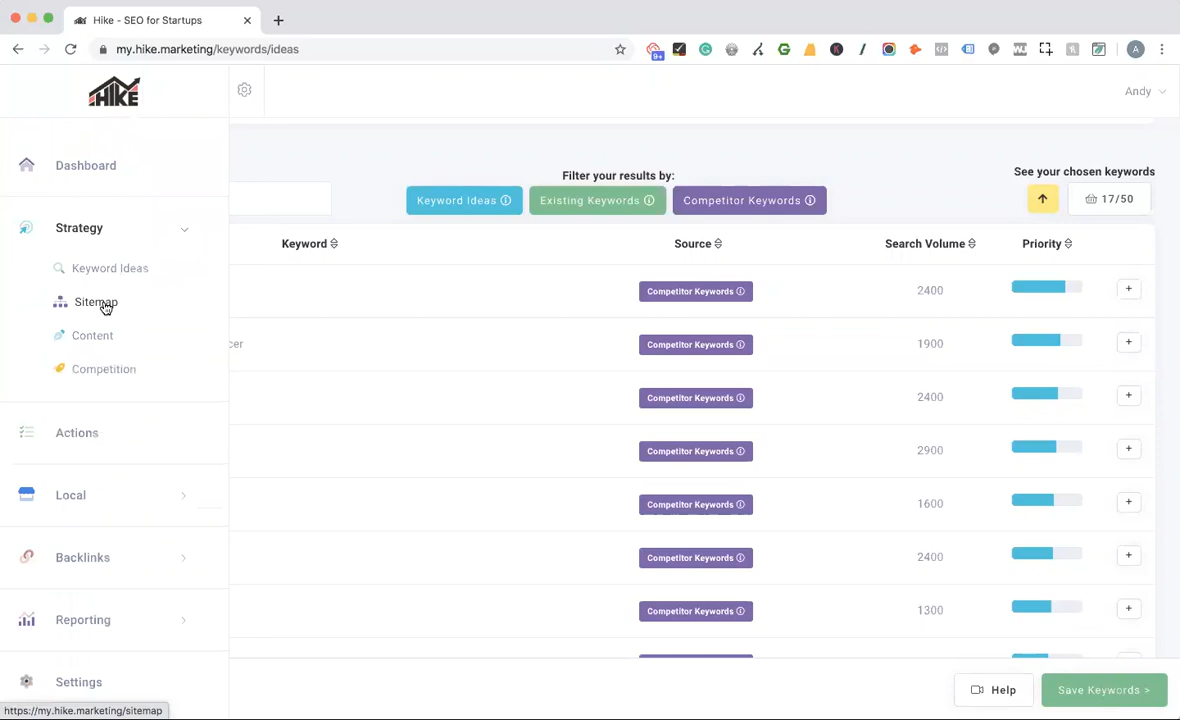 Hike - SEO for Startups
my.hike.marketing/keywords/ideas
9+
A
HIKE
Andy
Dashboard
Strategy
Keyword Ideas
Sitemap
Content
Competition
Actions
Local
Backlinks
Reporting
Settings
Filter your results by:
Keyword Ideas
Existing Keywords
Competitor Keywords
See your chosen keywords
17/50
Keyword
Source
Search Volume
Priority
Competitor Keywords
2400
+
cer
Competitor Keywords
1900
+
Competitor Keywords
2400
+
Competitor Keywords
2900
+
Competitor Keywords
1600
+
Competitor Keywords
2400
+
Competitor Keywords
1300
+
Help
Save Keywords >
https://my.hike.marketing/sitemap